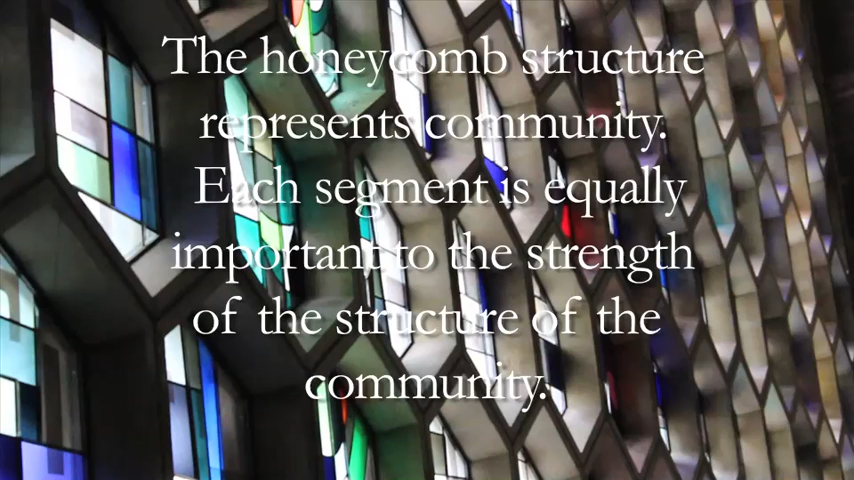 The honeycomb structure
represents community.
Each segment is equally
important to the strength
of the structure of the
community.